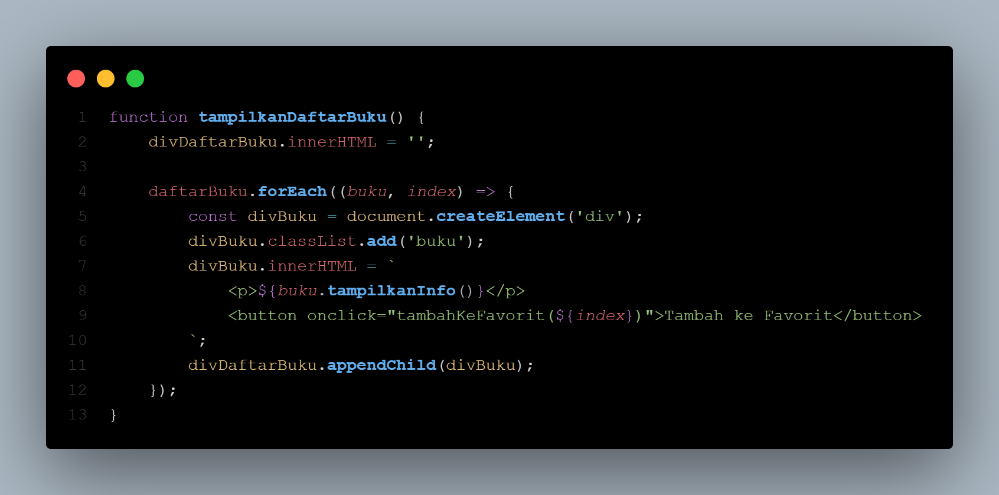 1 function tampilkanDaftarBuku() {
2     divDaftarBuku.innerHTML = '';
3
4     daftarBuku.forEach((buku, index) => {
5         const divBuku = document.createElement('div');
6         divBuku.classList.add('buku');
7         divBuku.innerHTML = `
8             <p>${buku.tampilkanInfo()}</p>
9             <button onclick="tambahKeFavorit(${index})">Tambah ke Favorit</button>
10         `;
11         divDaftarBuku.appendChild(divBuku);
12     });
13 }